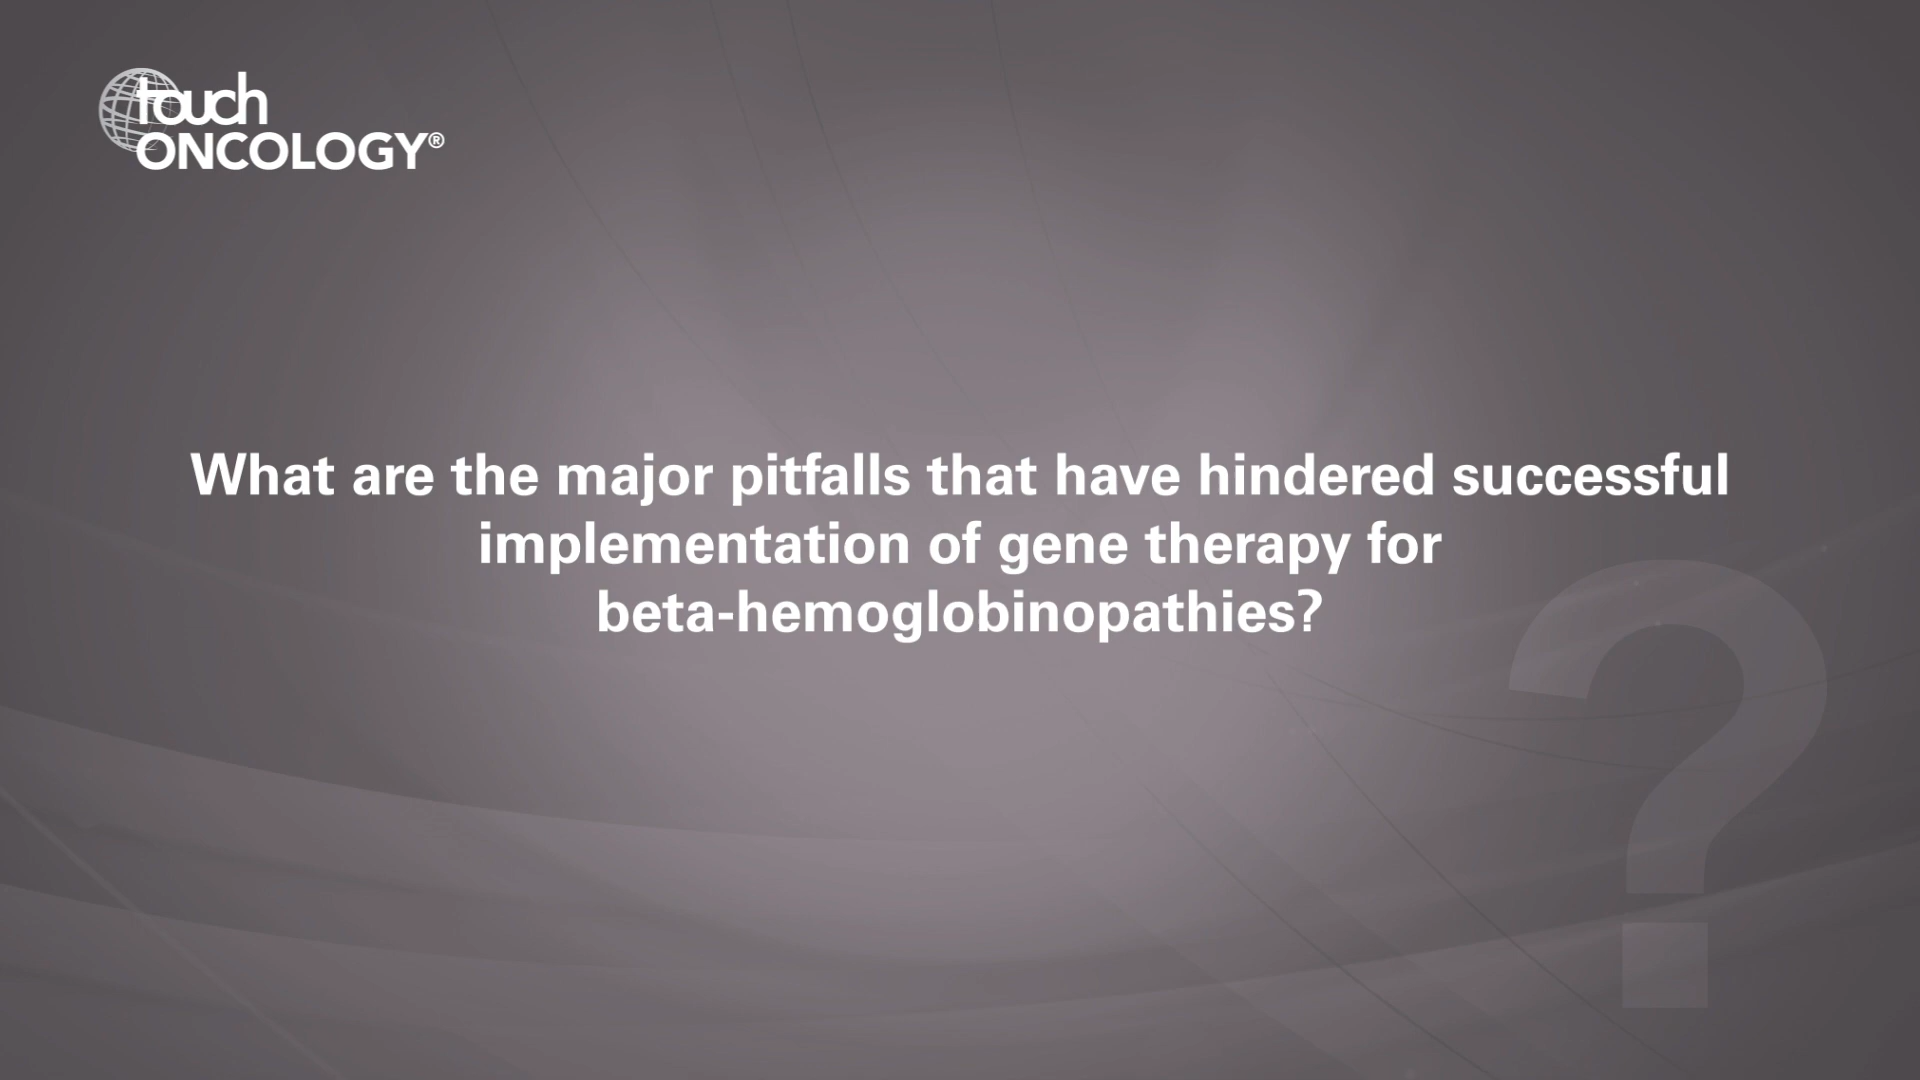 touch
ONCOLOGY®
What are the major pitfalls that have hindered successful
implementation of gene therapy for
beta-hemoglobinopathies?
?